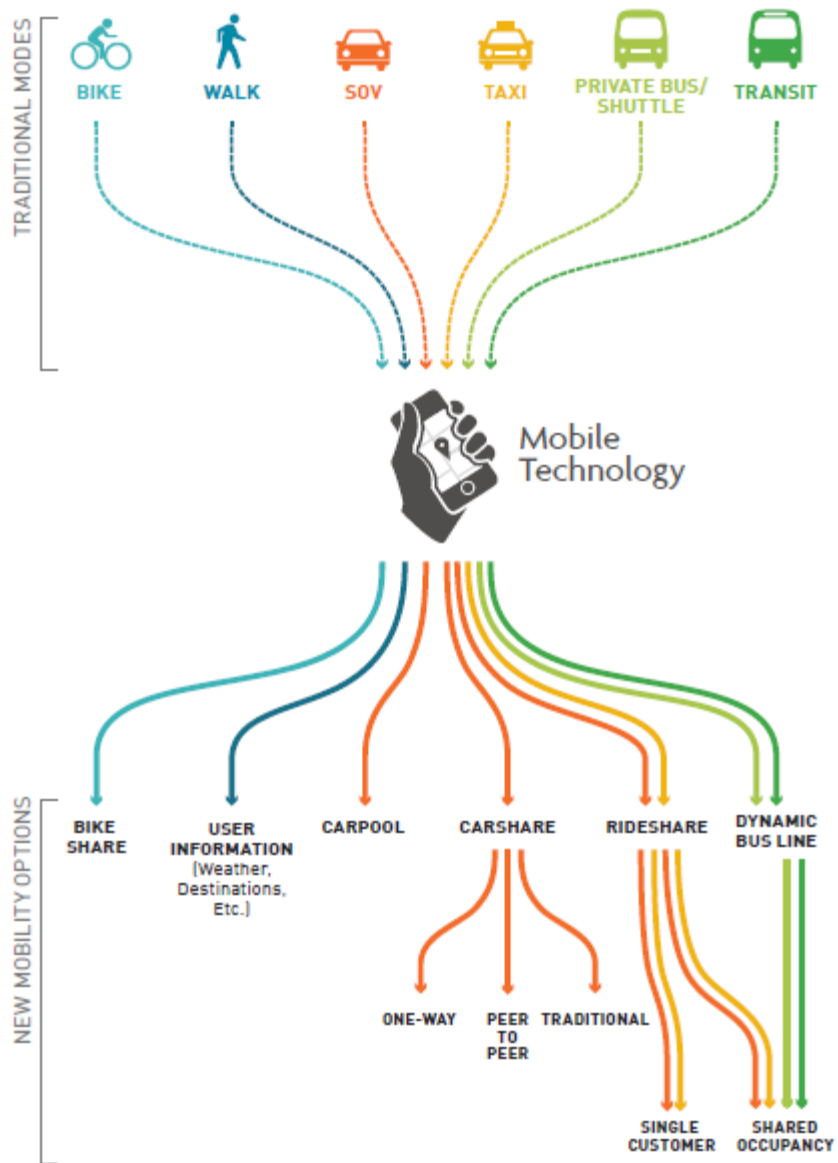 TRADITIONAL MODES
BIKE
WALK
SOV
TAXI
PRIVATE BUS/
SHUTTLE
TRANSIT
Mobile
Technology
NEW MOBILITY OPTIONS
BIKE
SHARE
USER
INFORMATION
(Weather,
Destinations,
Etc.)
CARPOOL
CARSHARE
RIDESHARE
DYNAMIC
BUS LINE
ONE-WAY
PEER
TO
PEER
TRADITIONAL
SINGLE
CUSTOMER
SHARED
OCCUPANCY